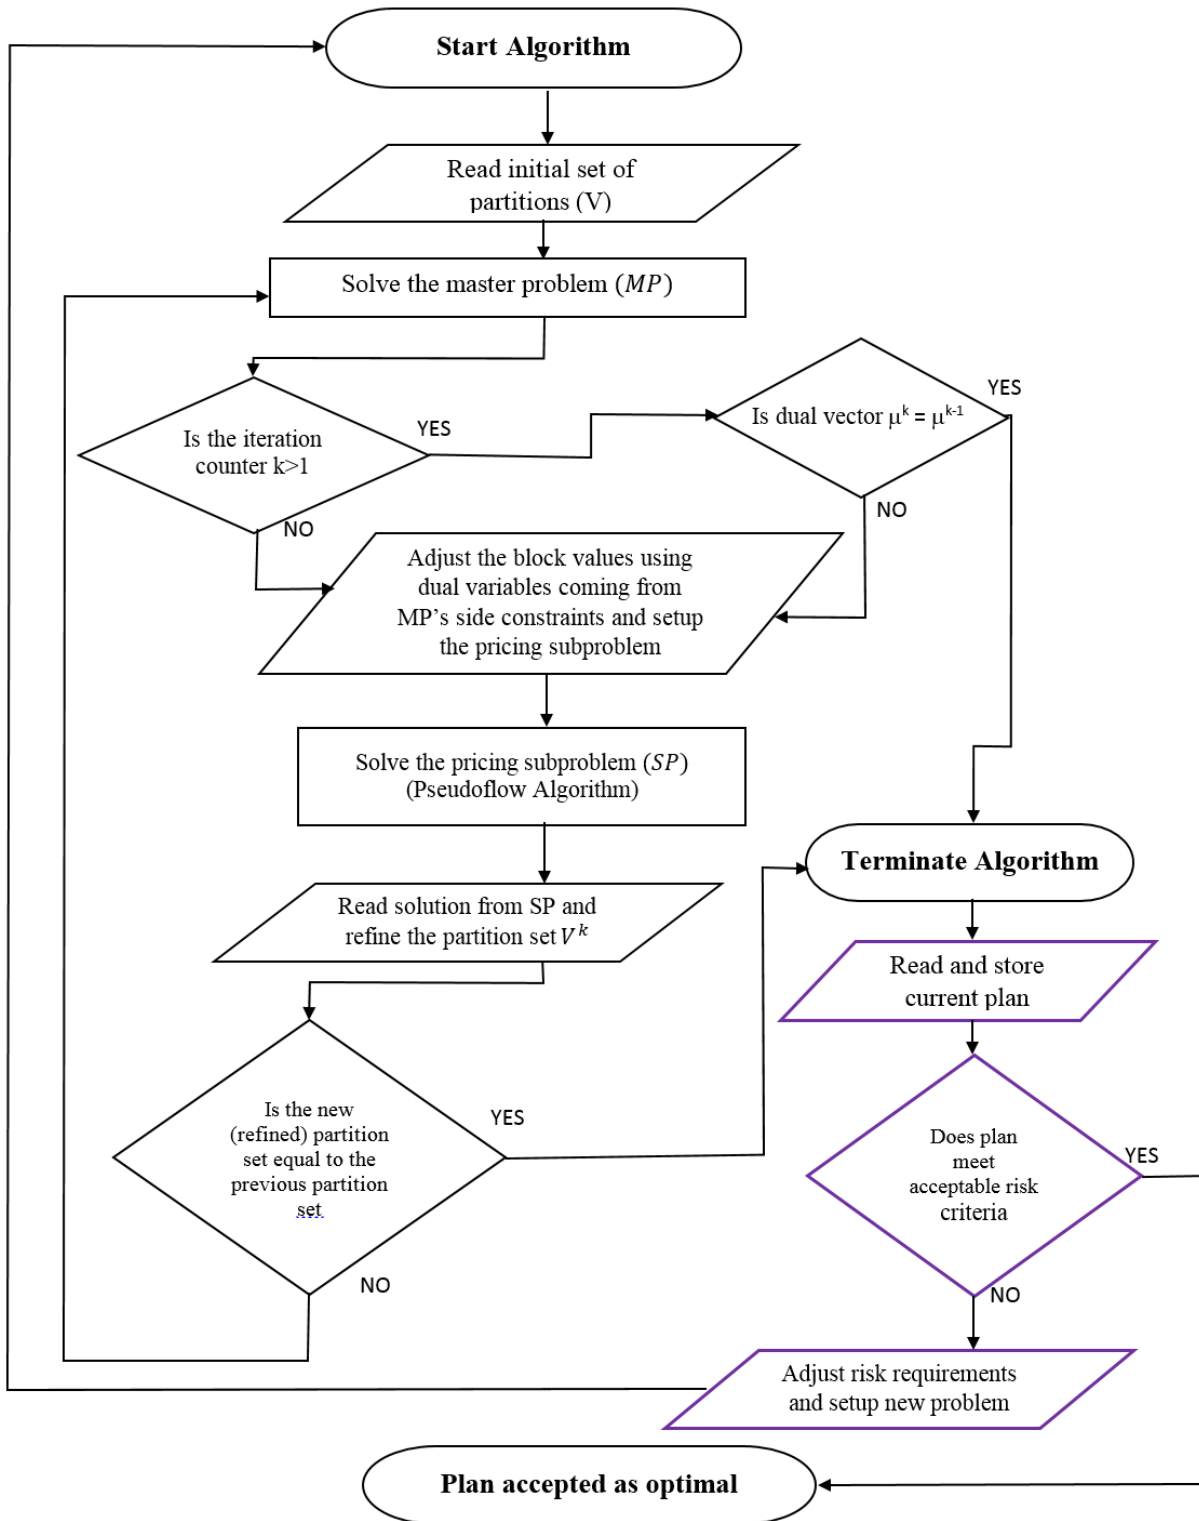 Start Algorithm
Read initial set of
partitions (V)
Solve the master problem (MP)
Is the iteration
counter k>1
YES
NO
Is dual vector μᵏ = μᵏ⁻¹
YES
NO
Adjust the block values using
dual variables coming from
MP’s side constraints and setup
the pricing subproblem
Solve the pricing subproblem (SP)
(Pseudoflow Algorithm)
Read solution from SP and
refine the partition set Vᵏ
Is the new
(refined) partition
set equal to the
previous partition
set
YES
NO
Terminate Algorithm
Read and store
current plan
Does plan
meet
acceptable risk
criteria
YES
NO
Adjust risk requirements
and setup new problem
Plan accepted as optimal